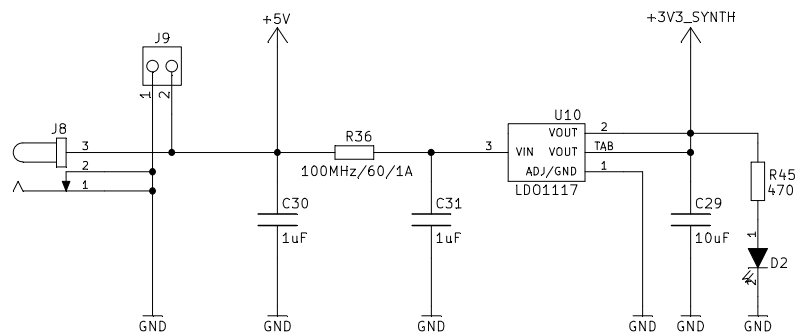 +5V
+3V3_SYNTH
J9
1
2
J8
3
2
1
R36
100MHz/60/1A
3
U10
VIN
VOUT
2
VOUT
TAB
ADJ/GND
1
LDO1117
R45
470
C30
1uF
C31
1uF
C29
10uF
1
D2
2
GND
GND
GND
GND
GND
GND